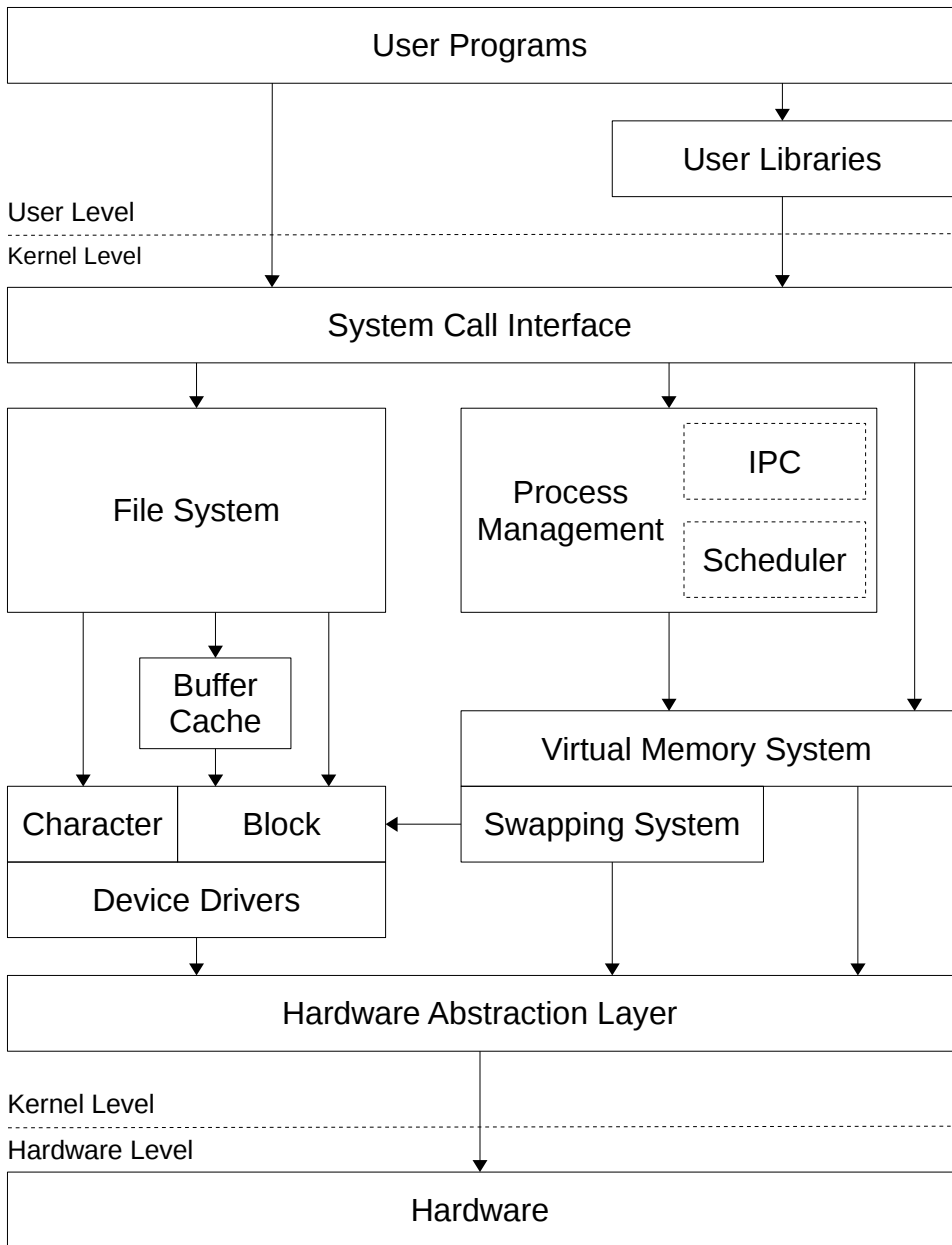 User Programs
User Libraries
User Level
Kernel Level
System Call Interface
File System
Process
Management
IPC
Scheduler
Buffer
Cache
Virtual Memory System
Character
Block
Swapping System
Device Drivers
Hardware Abstraction Layer
Kernel Level
Hardware Level
Hardware